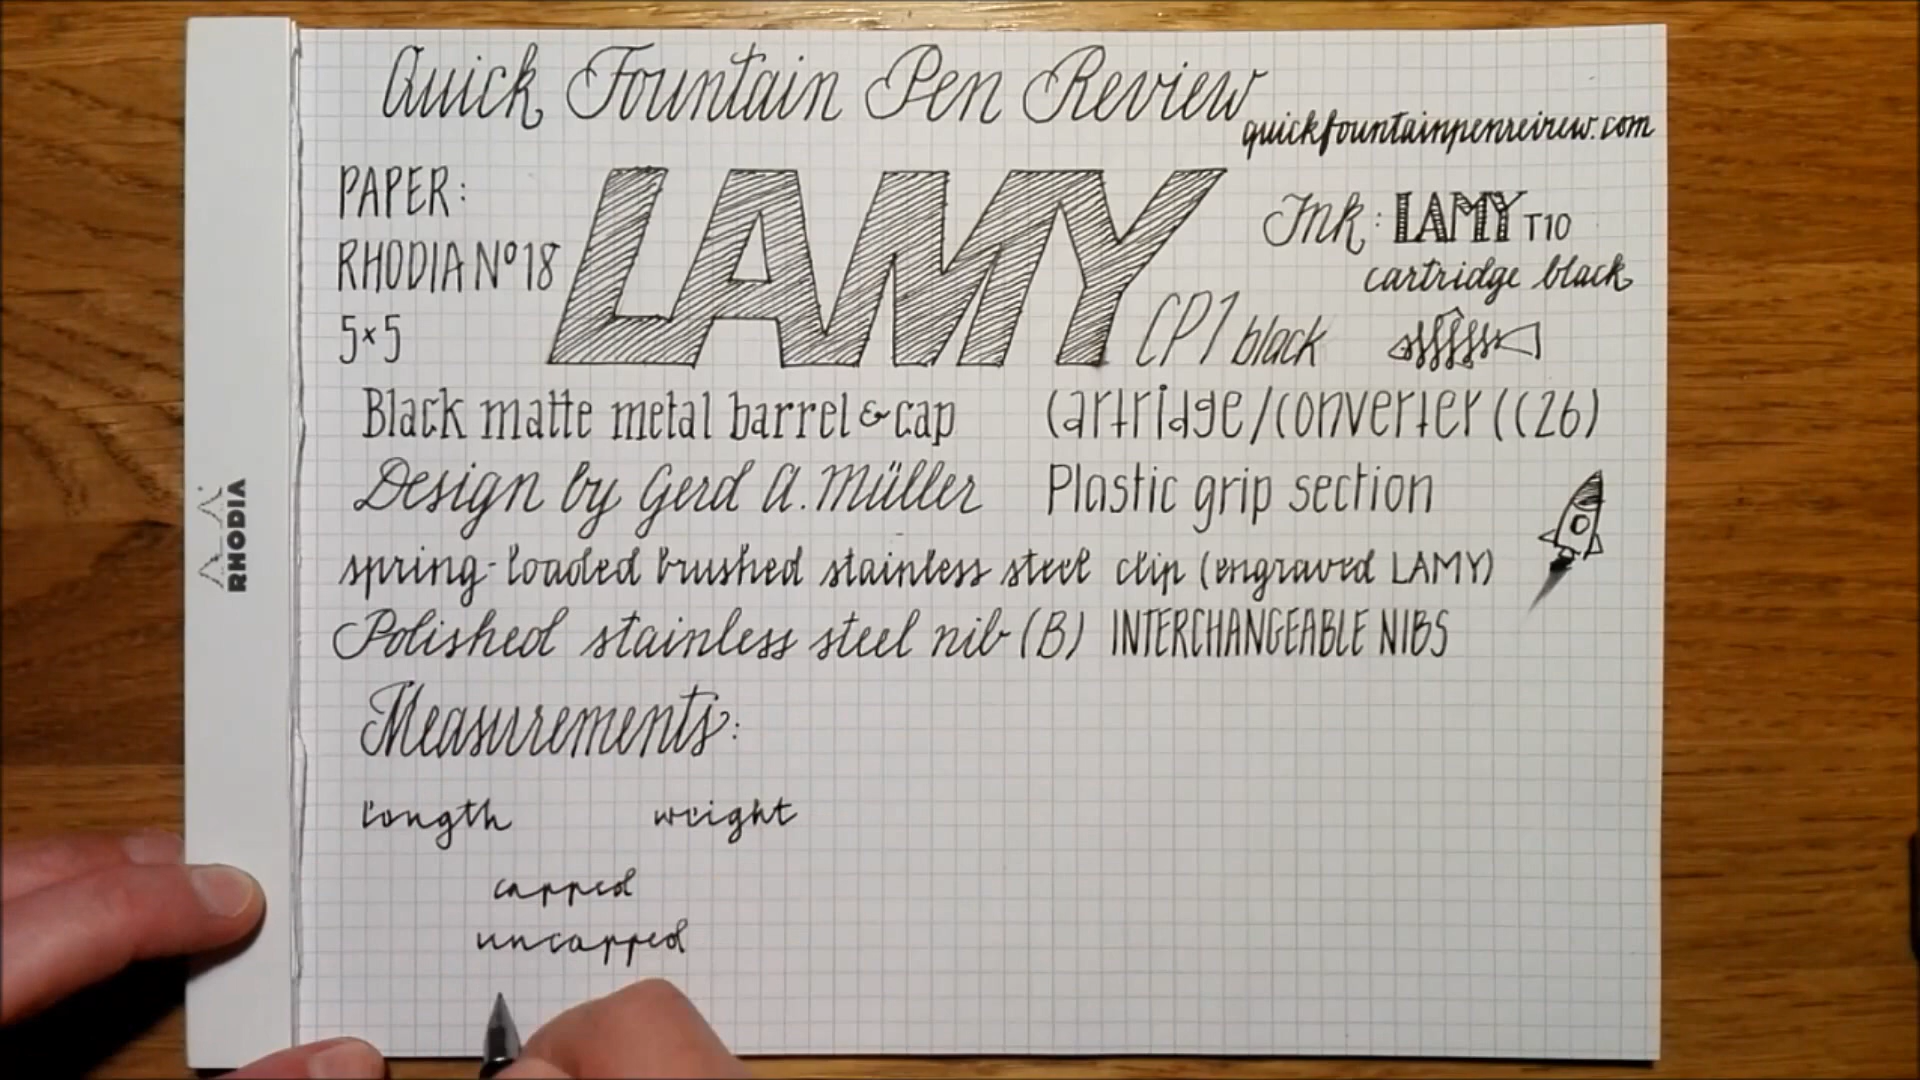 Quick Fountain Pen Review
quickfountainpenreview.com
PAPER:
RHODIA Nº18
5×5
LAMY
CP1 black
Ink: LAMY T10
cartridge black
Black matte metal barrel & cap
Cartridge/Converter (C26)
Design by Gerd A. Müller
Plastic grip section
spring-loaded brushed stainless steel clip (engraved LAMY)
Polished stainless steel nib (B) INTERCHANGEABLE NIBS
Measurements:
length weight
capped
uncapped
RHODIA